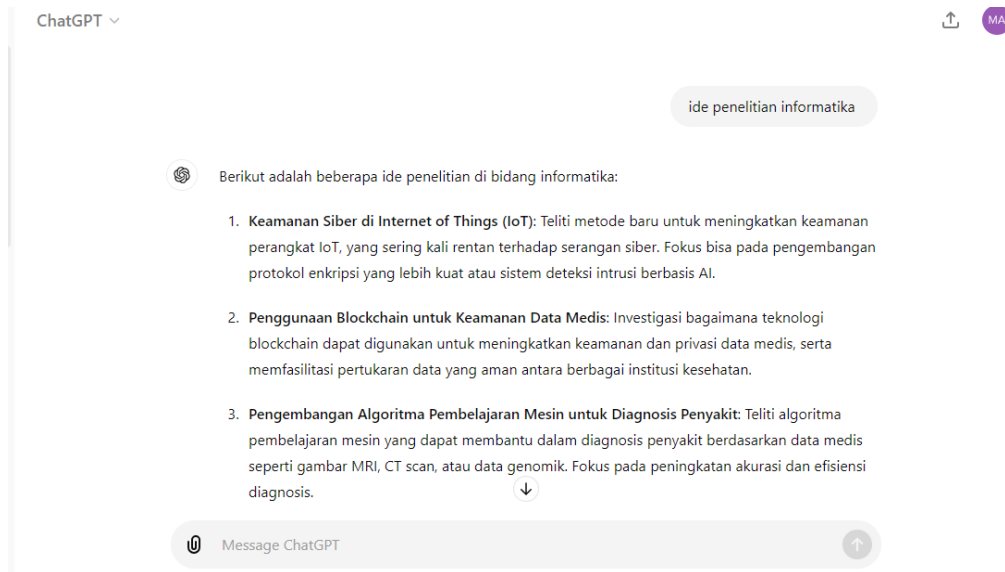 ChatGPT
MA
ide penelitian informatika
Berikut adalah beberapa ide penelitian di bidang informatika:
1. Keamanan Siber di Internet of Things (IoT): Teliti metode baru untuk meningkatkan keamanan
perangkat IoT, yang sering kali rentan terhadap serangan siber. Fokus bisa pada pengembangan
protokol enkripsi yang lebih kuat atau sistem deteksi intrusi berbasis AI.
2. Penggunaan Blockchain untuk Keamanan Data Medis: Investigasi bagaimana teknologi
blockchain dapat digunakan untuk meningkatkan keamanan dan privasi data medis, serta
memfasilitasi pertukaran data yang aman antara berbagai institusi kesehatan.
3. Pengembangan Algoritma Pembelajaran Mesin untuk Diagnosis Penyakit: Teliti algoritma
pembelajaran mesin yang dapat membantu dalam diagnosis penyakit berdasarkan data medis
seperti gambar MRI, CT scan, atau data genomik. Fokus pada peningkatan akurasi dan efisiensi
diagnosis.
Message ChatGPT